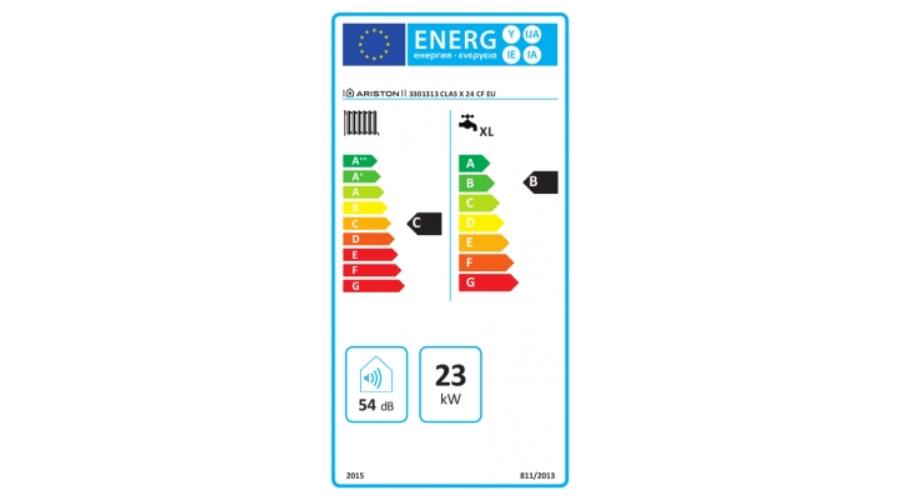 ENERG Y IJA
енергия · ενεργεια IE IA
ARISTON 3301313 CLAS X 24 CF EU
XL
A++
A+
A
B
C
D
E
F
G
C
A
B
C
D
E
F
G
B
54 dB
23
kW
2015 811/2013